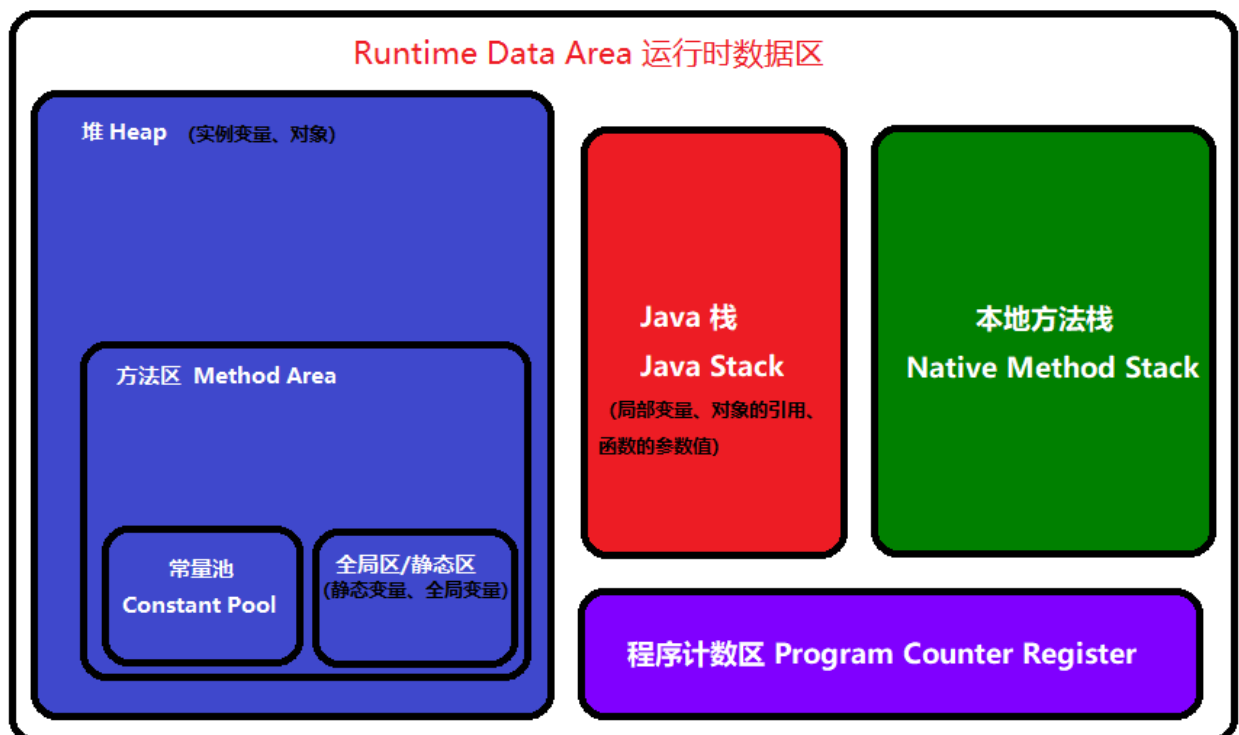 Runtime Data Area 运行时数据区
堆 Heap (实例变量、对象)
方法区 Method Area
常量池
Constant Pool
全局区/静态区
(静态变量、全局变量)
Java 栈
Java Stack
(局部变量、对象的引用、
函数的参数值)
本地方法栈
Native Method Stack
程序计数区 Program Counter Register